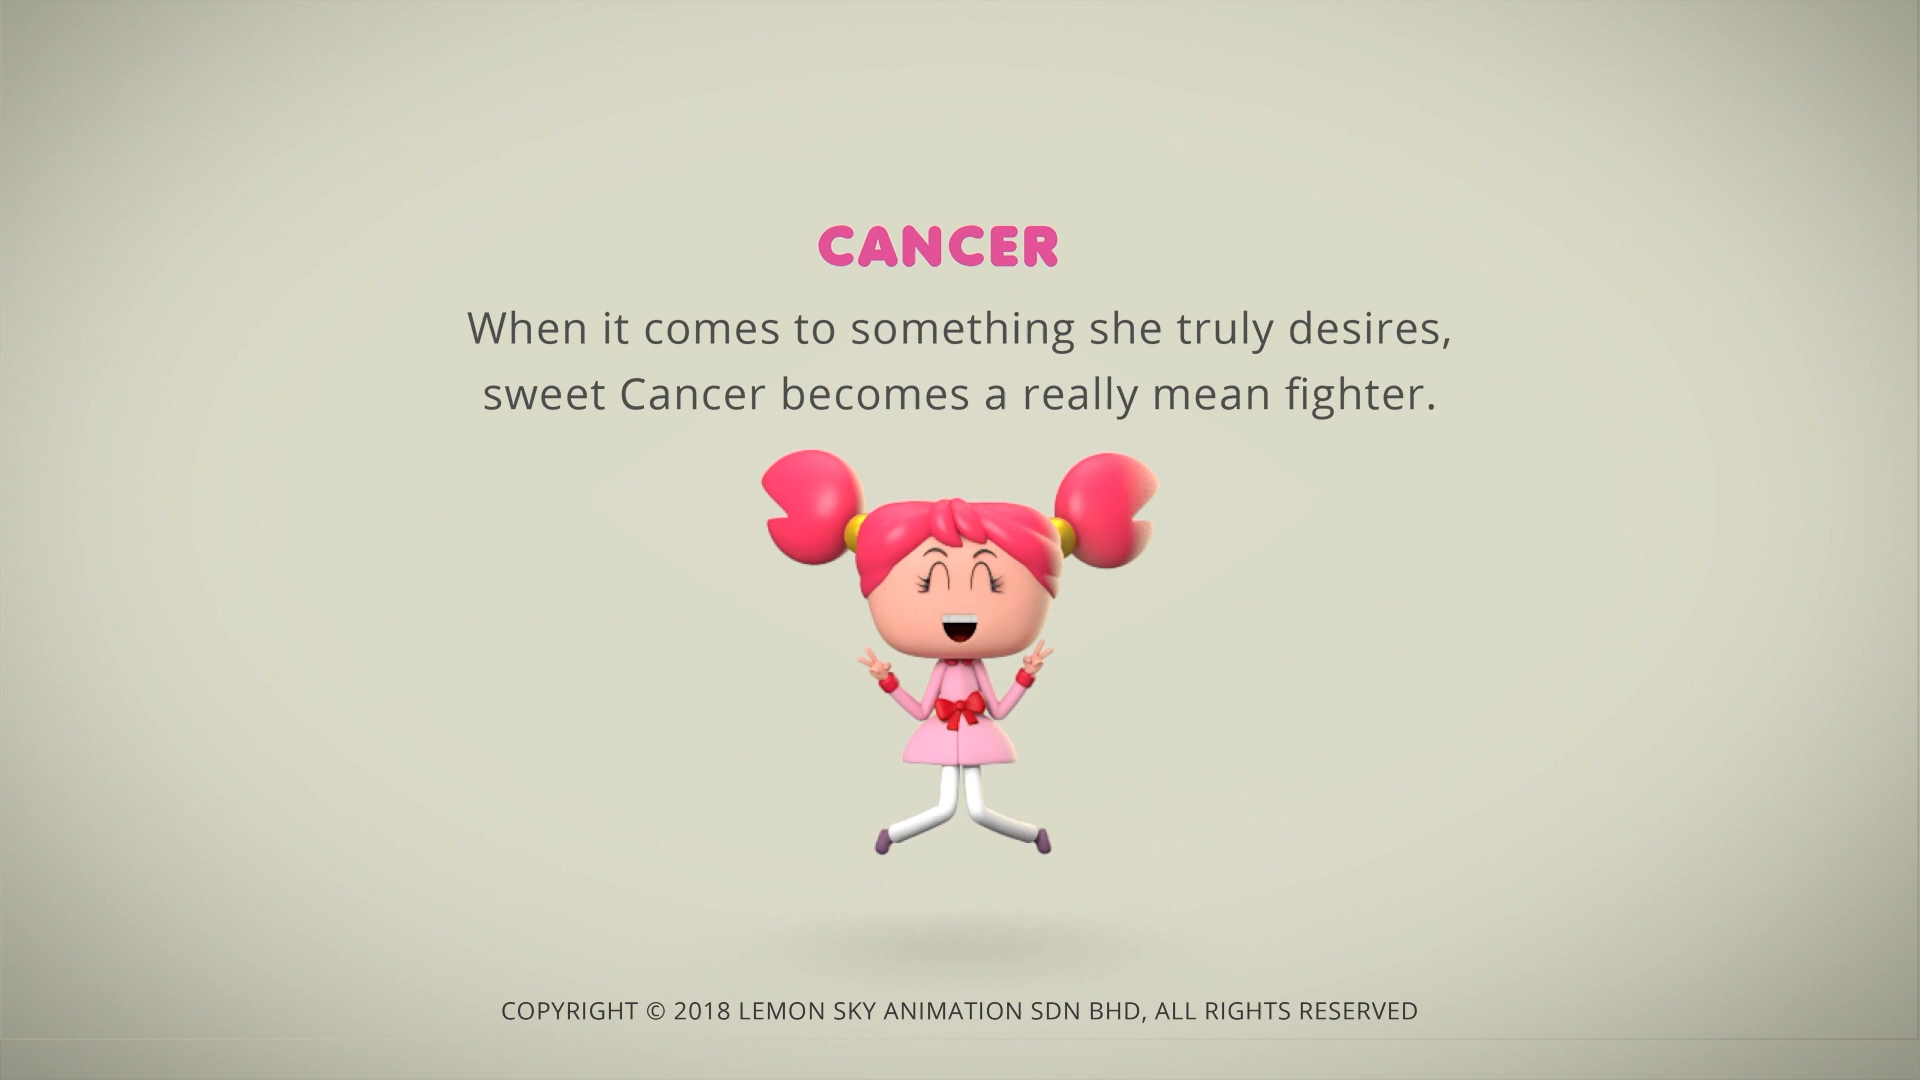 CANCER
When it comes to something she truly desires,
sweet Cancer becomes a really mean fighter.
COPYRIGHT © 2018 LEMON SKY ANIMATION SDN BHD, ALL RIGHTS RESERVED